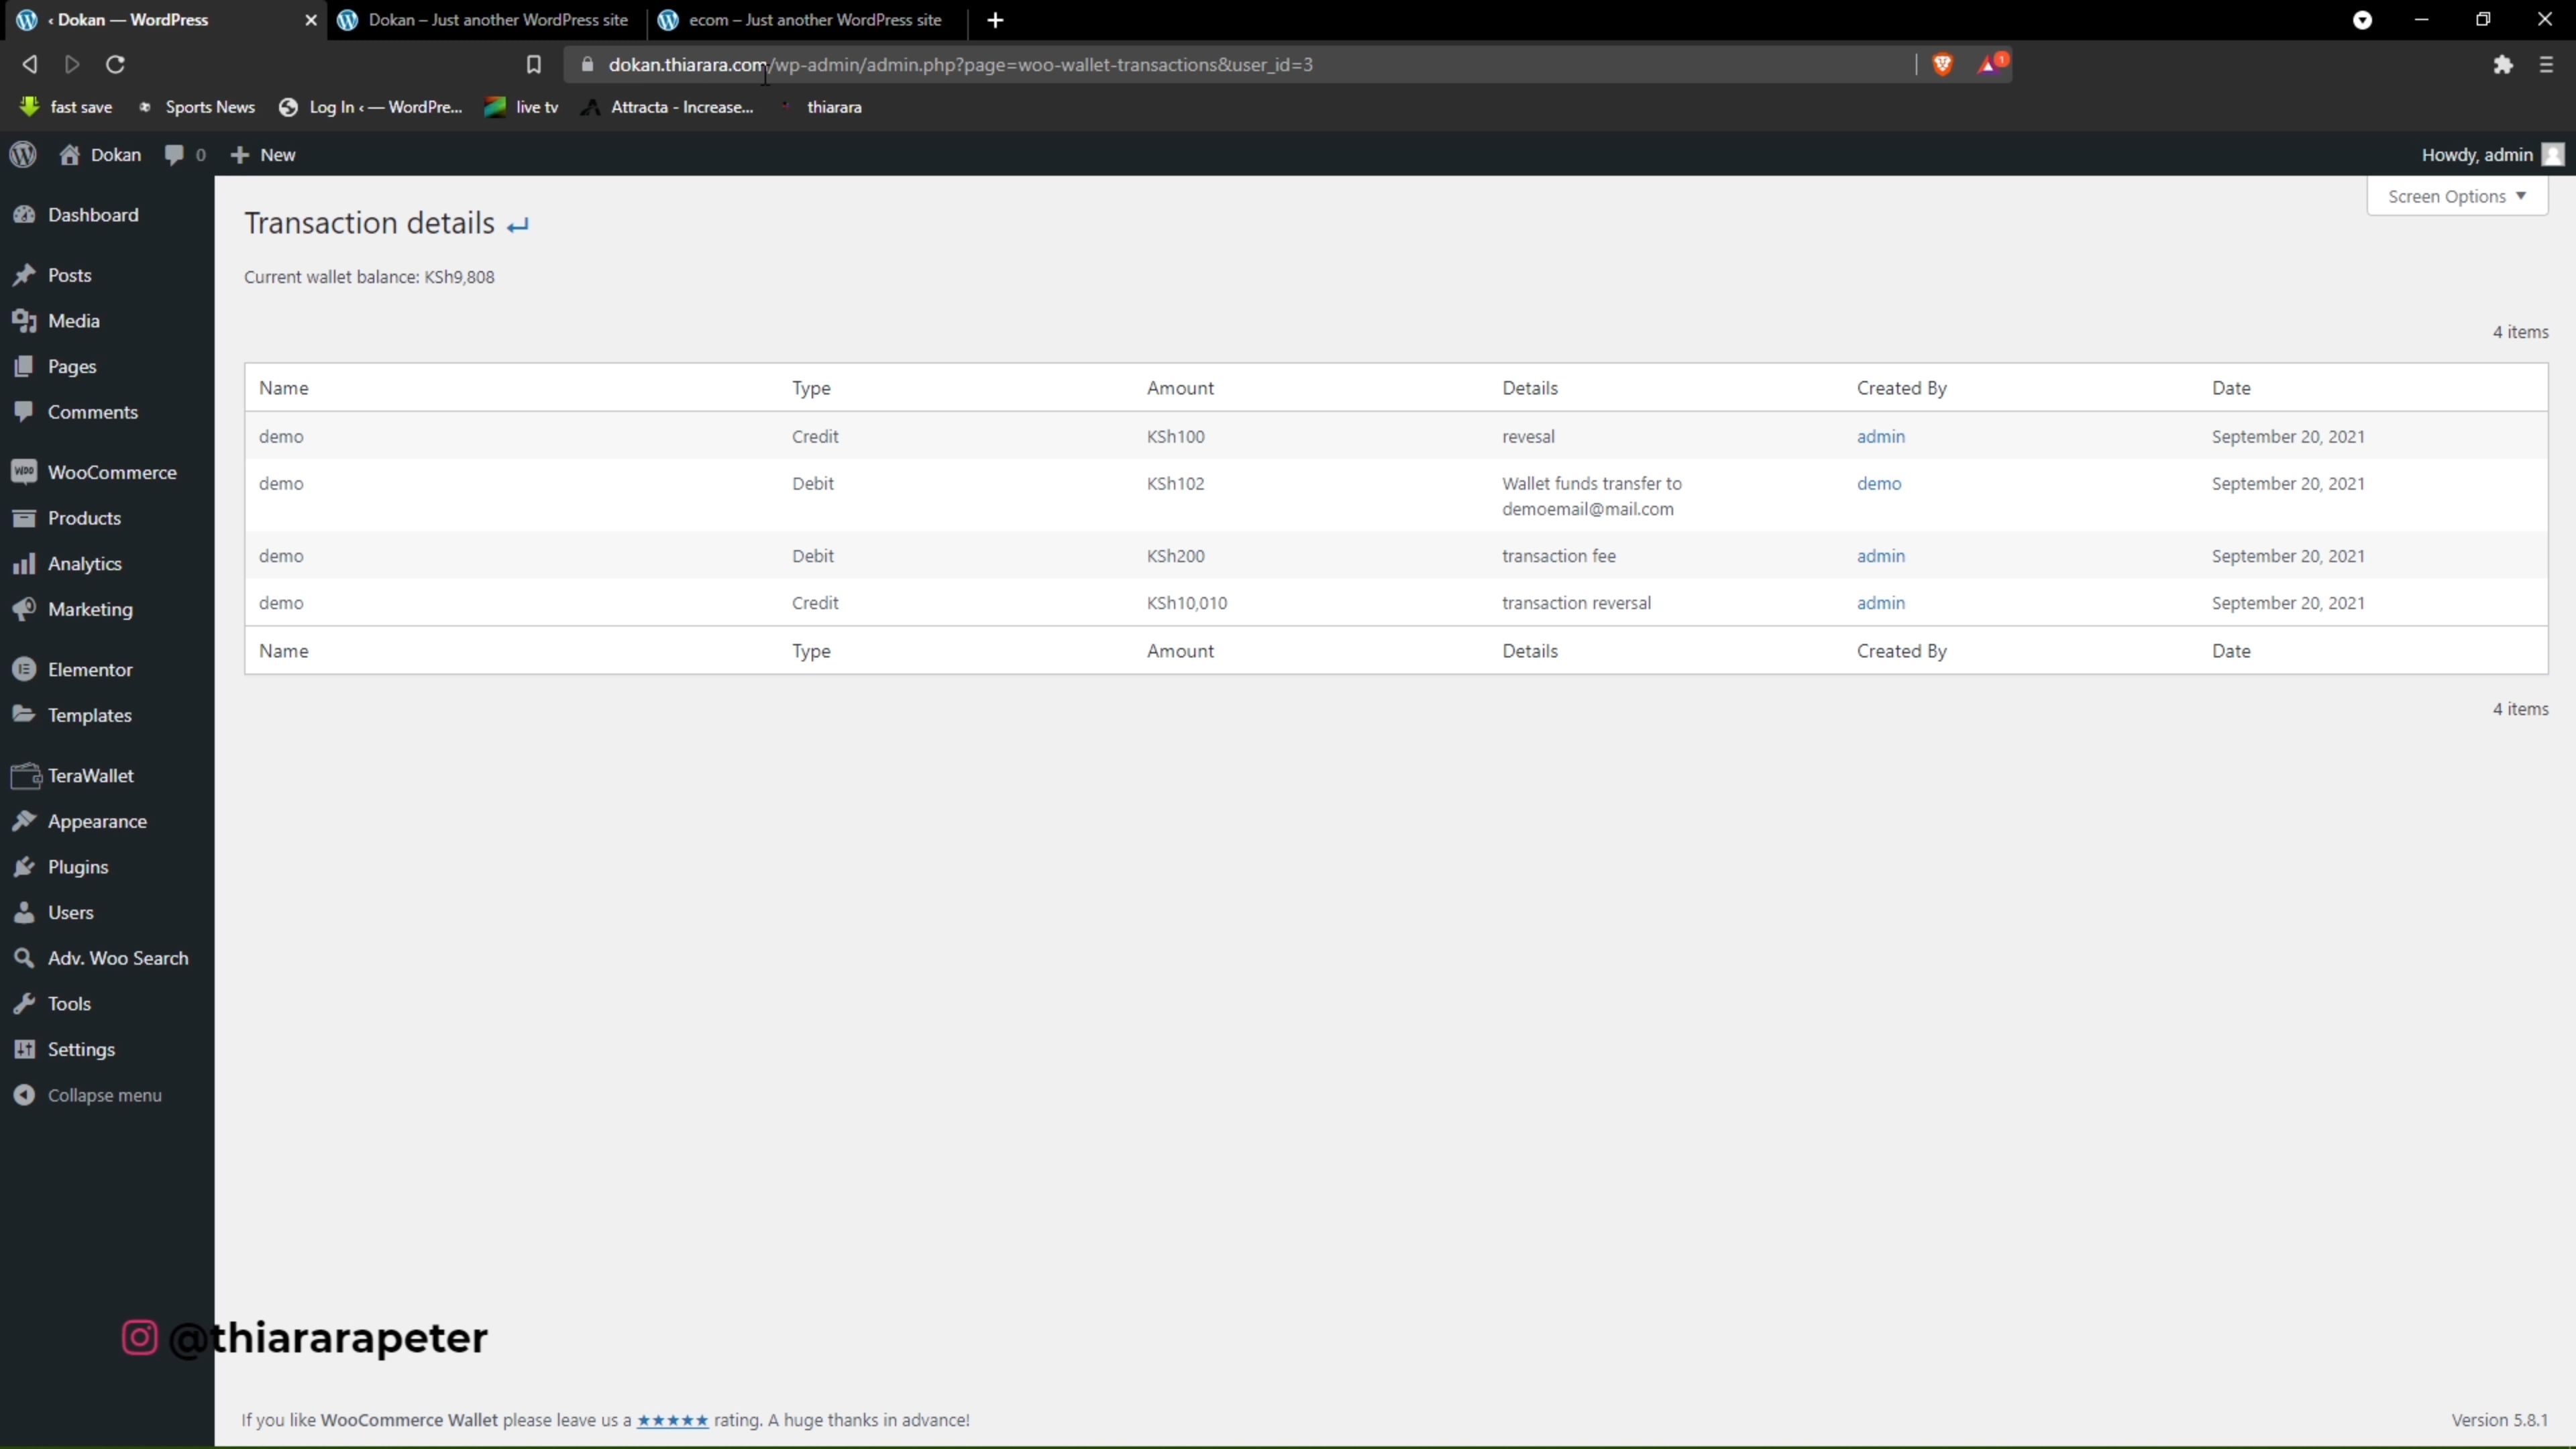 ‹ Dokan — WordPress
Dokan – Just another WordPress site
ecom – Just another WordPress site
dokan.thiarara.com/wp-admin/admin.php?page=woo-wallet-transactions&user_id=3
1
fast save
Sports News
Log In ‹ — WordPre...
live tv
Attracta - Increase...
thiarara
Dokan
0
New
Howdy, admin
Screen Options
Dashboard
Posts
Media
Pages
Comments
WooCommerce
Products
Analytics
Marketing
Elementor
Templates
TeraWallet
Appearance
Plugins
Users
Adv. Woo Search
Tools
Settings
Collapse menu
Transaction details
Current wallet balance: KSh9,808
4 items
Name Type Amount Details Created By Date
demo Credit KSh100 revesal admin September 20, 2021
demo Debit KSh102 Wallet funds transfer to demo September 20, 2021
demoemail@mail.com
demo Debit KSh200 transaction fee admin September 20, 2021
demo Credit KSh10,010 transaction reversal admin September 20, 2021
Name Type Amount Details Created By Date
4 items
@thiararapeter
If you like WooCommerce Wallet please leave us a ★★★★★ rating. A huge thanks in advance!
Version 5.8.1